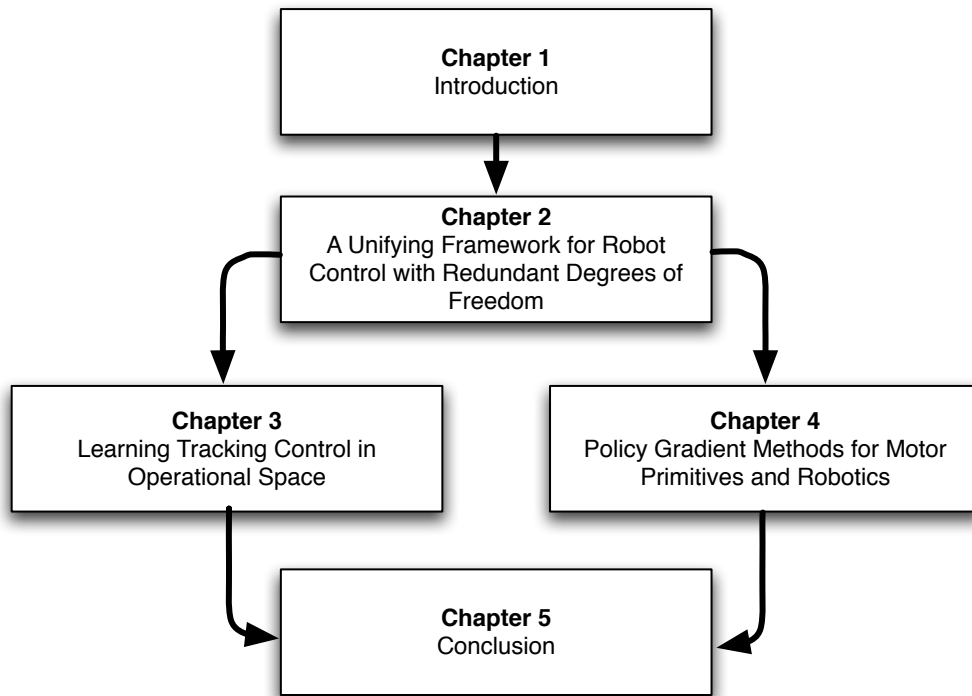 Chapter 1
Introduction
Chapter 2
A Unifying Framework for Robot
Control with Redundant Degrees of
Freedom
Chapter 3
Learning Tracking Control in
Operational Space
Chapter 4
Policy Gradient Methods for Motor
Primitives and Robotics
Chapter 5
Conclusion